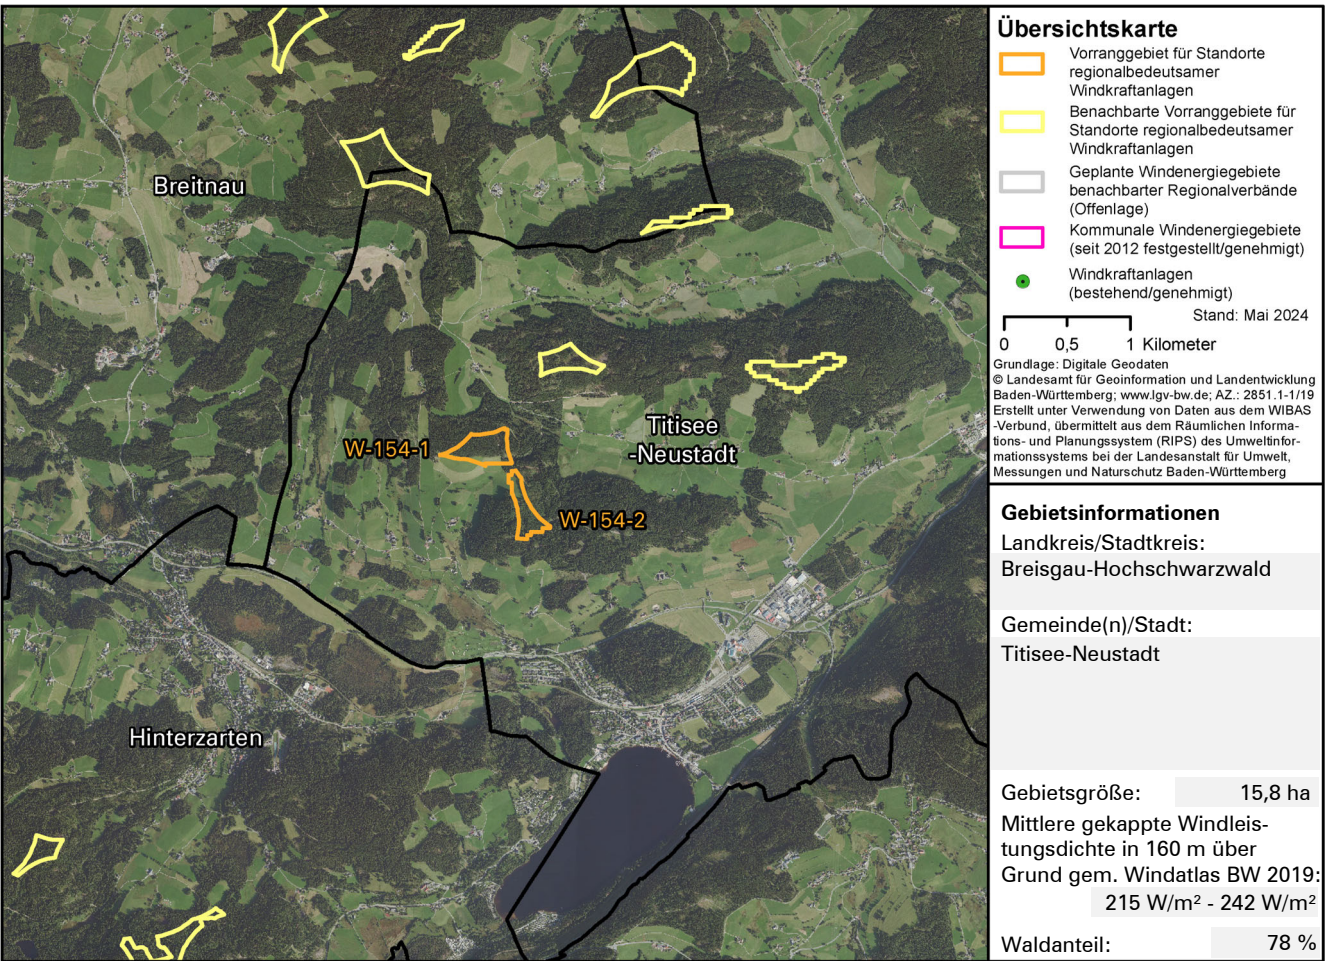 Breitnau
Titisee
-Neustadt
W-154-1
W-154-2
Hinterzarten
Übersichtskarte
Vorranggebiet für Standorte
regionalbedeutsamer
Windkraftanlagen
Benachbarte Vorranggebiete für
Standorte regionalbedeutsamer
Windkraftanlagen
Geplante Windenergiegebiete
benachbarter Regionalverbände
(Offenlage)
Kommunale Windenergiegebiete
(seit 2012 festgestellt/genehmigt)
Windkraftanlagen
(bestehend/genehmigt)
Stand: Mai 2024
0 0,5 1 Kilometer
Grundlage: Digitale Geodaten
© Landesamt für Geoinformation und Landentwicklung
Baden-Württemberg; www.lgv-bw.de; AZ.: 2851.1-1/19
Erstellt unter Verwendung von Daten aus dem WIBAS
-Verbund, übermittelt aus dem Räumlichen Informa-
tions- und Planungssystem (RIPS) des Umweltinfor-
mationssystems bei der Landesanstalt für Umwelt,
Messungen und Naturschutz Baden-Württemberg
Gebietsinformationen
Landkreis/Stadtkreis:
Breisgau-Hochschwarzwald
Gemeinde(n)/Stadt:
Titisee-Neustadt
Gebietsgröße: 15,8 ha
Mittlere gekappte Windleis-
tungsdichte in 160 m über
Grund gem. Windatlas BW 2019:
215 W/m² - 242 W/m²
Waldanteil: 78 %